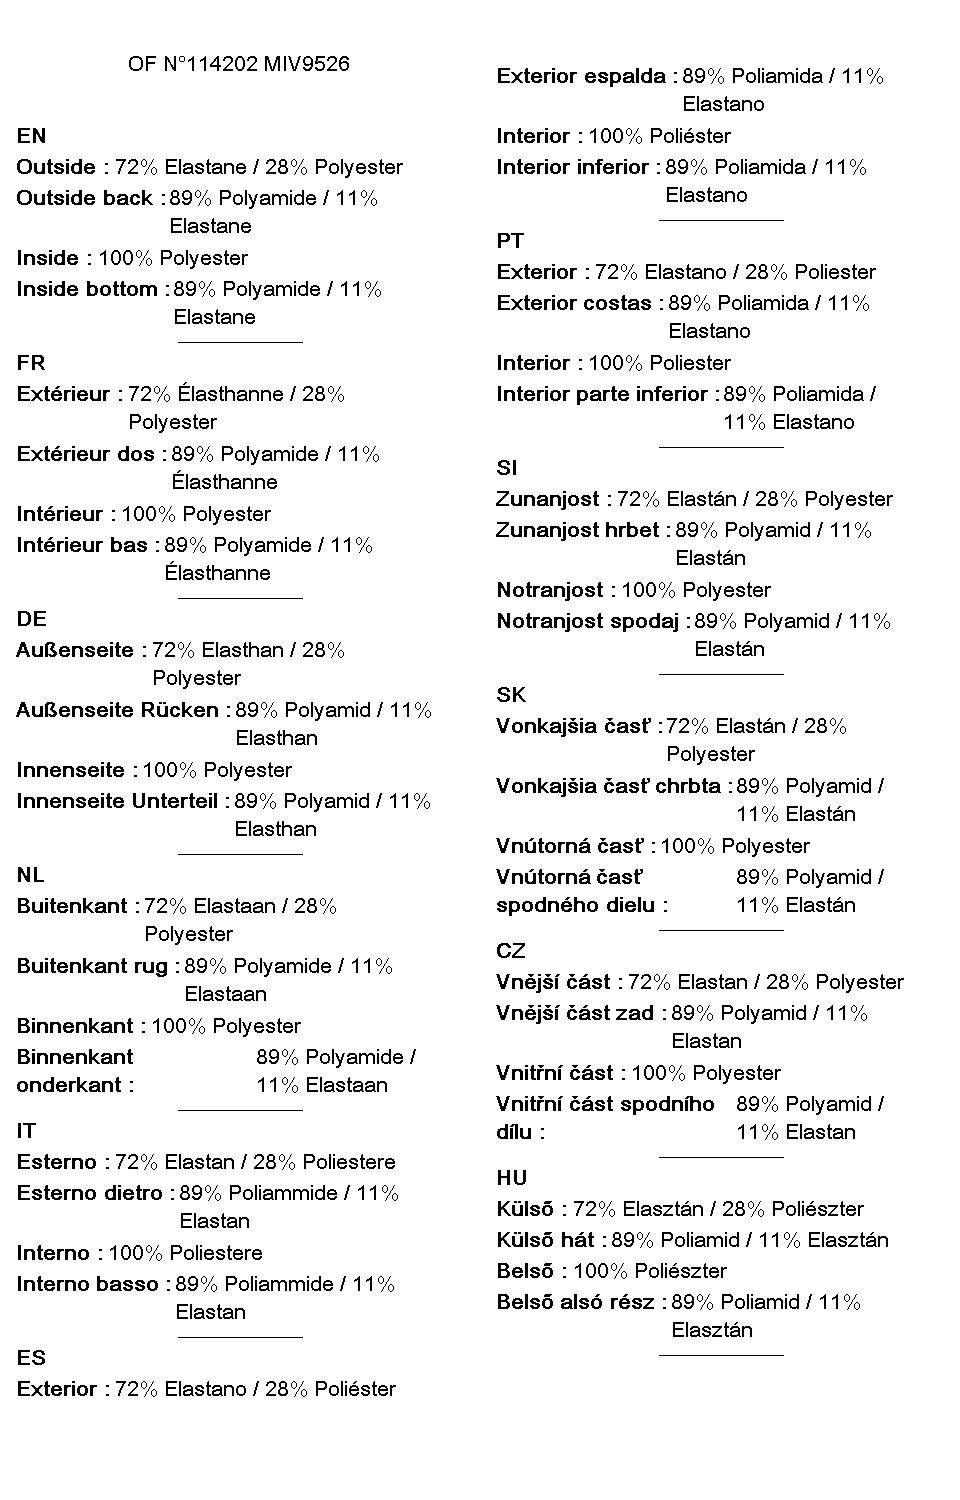 OF N°114202 MIV9526
EN
Outside : 72% Elastane / 28% Polyester
Outside back : 89% Polyamide / 11%
Elastane
Inside : 100% Polyester
Inside bottom : 89% Polyamide / 11%
Elastane
FR
Extérieur : 72% Élasthanne / 28%
Polyester
Extérieur dos : 89% Polyamide / 11%
Élasthanne
Intérieur : 100% Polyester
Intérieur bas : 89% Polyamide / 11%
Élasthanne
DE
Außenseite : 72% Elasthan / 28%
Polyester
Außenseite Rücken : 89% Polyamid / 11%
Elasthan
Innenseite : 100% Polyester
Innenseite Unterteil : 89% Polyamid / 11%
Elasthan
NL
Buitenkant : 72% Elastaan / 28%
Polyester
Buitenkant rug : 89% Polyamide / 11%
Elastaan
Binnenkant : 100% Polyester
Binnenkant 89% Polyamide /
onderkant : 11% Elastaan
IT
Esterno : 72% Elastan / 28% Poliestere
Esterno dietro : 89% Poliammide / 11%
Elastan
Interno : 100% Poliestere
Interno basso : 89% Poliammide / 11%
Elastan
ES
Exterior : 72% Elastano / 28% Poliéster
Exterior espalda : 89% Poliamida / 11%
Elastano
Interior : 100% Poliéster
Interior inferior : 89% Poliamida / 11%
Elastano
PT
Exterior : 72% Elastano / 28% Poliester
Exterior costas : 89% Poliamida / 11%
Elastano
Interior : 100% Poliester
Interior parte inferior : 89% Poliamida /
11% Elastano
SI
Zunanjost : 72% Elastán / 28% Polyester
Zunanjost hrbet : 89% Polyamid / 11%
Elastán
Notranjost : 100% Polyester
Notranjost spodaj : 89% Polyamid / 11%
Elastán
SK
Vonkajšia časť : 72% Elastán / 28%
Polyester
Vonkajšia časť chrbta : 89% Polyamid /
11% Elastán
Vnútorná časť : 100% Polyester
Vnútorná časť 89% Polyamid /
spodného dielu : 11% Elastán
CZ
Vnější část : 72% Elastan / 28% Polyester
Vnější část zad : 89% Polyamid / 11%
Elastan
Vnitřní část : 100% Polyester
Vnitřní část spodního 89% Polyamid /
dílu : 11% Elastan
HU
Külsõ : 72% Elasztán / 28% Poliészter
Külsõ hát : 89% Poliamid / 11% Elasztán
Belsõ : 100% Poliészter
Belsõ alsó rész : 89% Poliamid / 11%
Elasztán